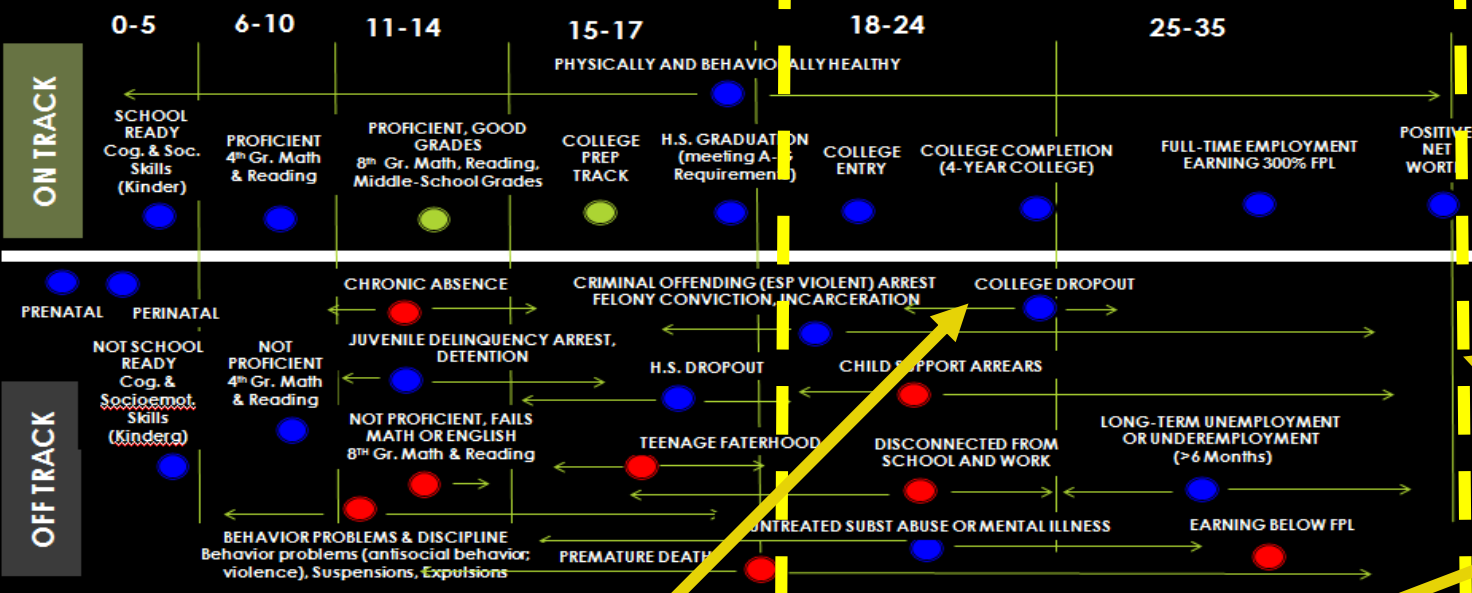 0-5
6-10
11-14
15-17
18-24
25-35
ON TRACK
PHYSICALLY AND BEHAVIORALLY HEALTHY
SCHOOL
READY
Cog. & Soc.
Skills
(Kinder)
PROFICIENT
4th Gr. Math
& Reading
PROFICIENT, GOOD
GRADES
8th Gr. Math, Reading,
Middle-School Grades
COLLEGE
PREP
TRACK
H.S. GRADUATION
(meeting A-G
Requirements)
COLLEGE
ENTRY
COLLEGE COMPLETION
(4-YEAR COLLEGE)
FULL-TIME EMPLOYMENT
EARNING 300% FPL
POSITIVE
NET
WORTH
OFF TRACK
PRENATAL
PERINATAL
NOT SCHOOL
READY
Cog. &
Socioemot.
Skills
(Kindera)
NOT
PROFICIENT
4th Gr. Math
& Reading
CHRONIC ABSENCE
JUVENILE DELINQUENCY ARREST,
DETENTION
NOT PROFICIENT, FAILS
MATH OR ENGLISH
8TH Gr. Math & Reading
BEHAVIOR PROBLEMS & DISCIPLINE
Behavior problems (antisocial behavior;
violence), Suspensions, Expulsions
CRIMINAL OFFENDING (ESP VIOLENT) ARREST
FELONY CONVICTION, INCARCERATION
H.S. DROPOUT
TEENAGE FATERHOOD
PREMATURE DEATH
COLLEGE DROPOUT
CHILD SUPPORT ARREARS
DISCONNECTED FROM
SCHOOL AND WORK
UNTREATED SUBST ABUSE OR MENTAL ILLNESS
LONG-TERM UNEMPLOYMENT
OR UNDEREMPLOYMENT
(>6 Months)
EARNING BELOW FPL